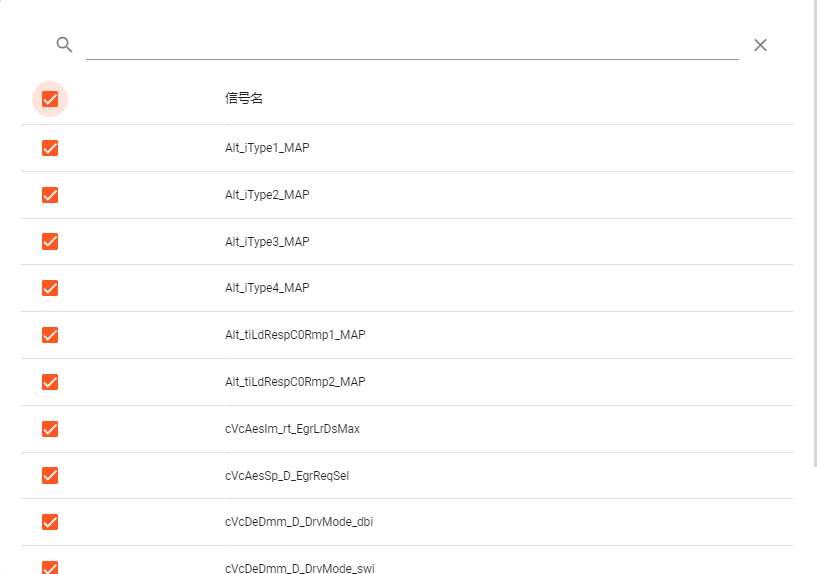 信号名
Alt_iType1_MAP
Alt_iType2_MAP
Alt_iType3_MAP
Alt_iType4_MAP
Alt_tiLdRespC0Rmp1_MAP
Alt_tiLdRespC0Rmp2_MAP
cVcAesIm_rt_EgrLrDsMax
cVcAesSp_D_EgrReqSel
cVcDeDmm_D_DrvMode_dbi
cVcDeDmm_D_DrvMode_swi